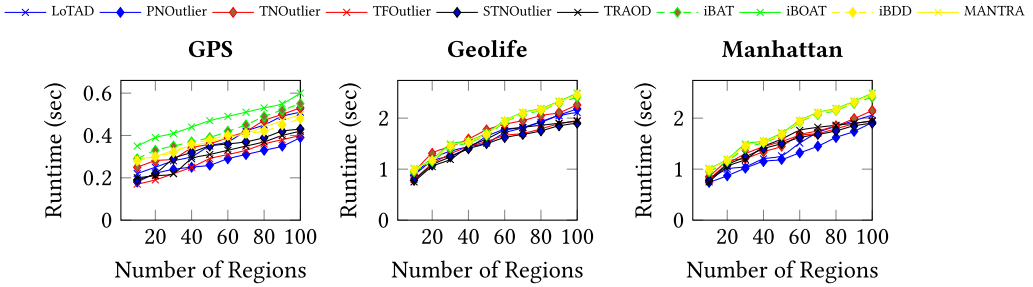 LoTAD PNOutlier TNOutlier TFOutlier STNOutlier TRAOD iBAT iBOAT iBDD MANTRA
GPS Geolife Manhattan
Runtime (sec) 0 0.2 0.4 0.6
20 40 60 80 100
Number of Regions
Runtime (sec) 0 1 2
20 40 60 80 100
Number of Regions
Runtime (sec) 0 1 2
20 40 60 80 100
Number of Regions